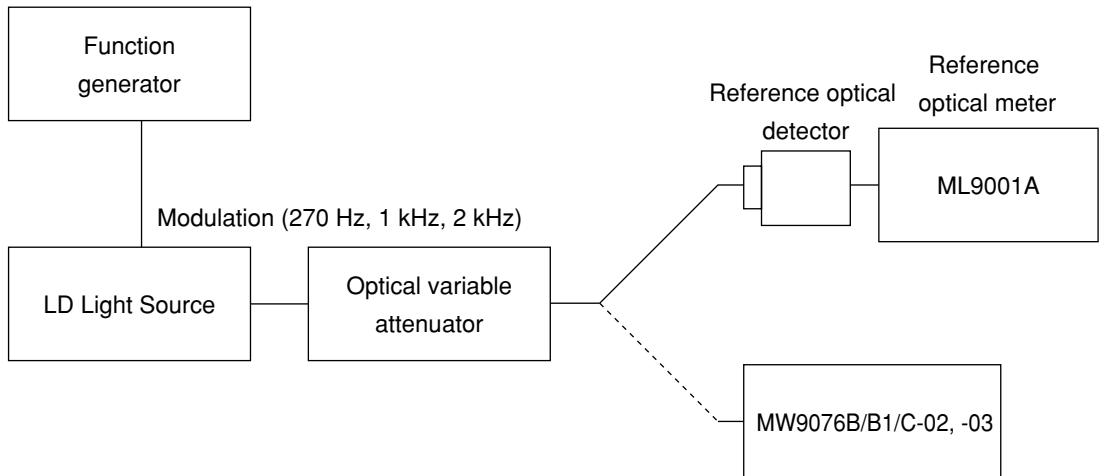 Function
generator
Modulation (270 Hz, 1 kHz, 2 kHz)
LD Light Source
Optical variable
attenuator
Reference optical
detector
Reference
optical meter
ML9001A
MW9076B/B1/C-02, -03